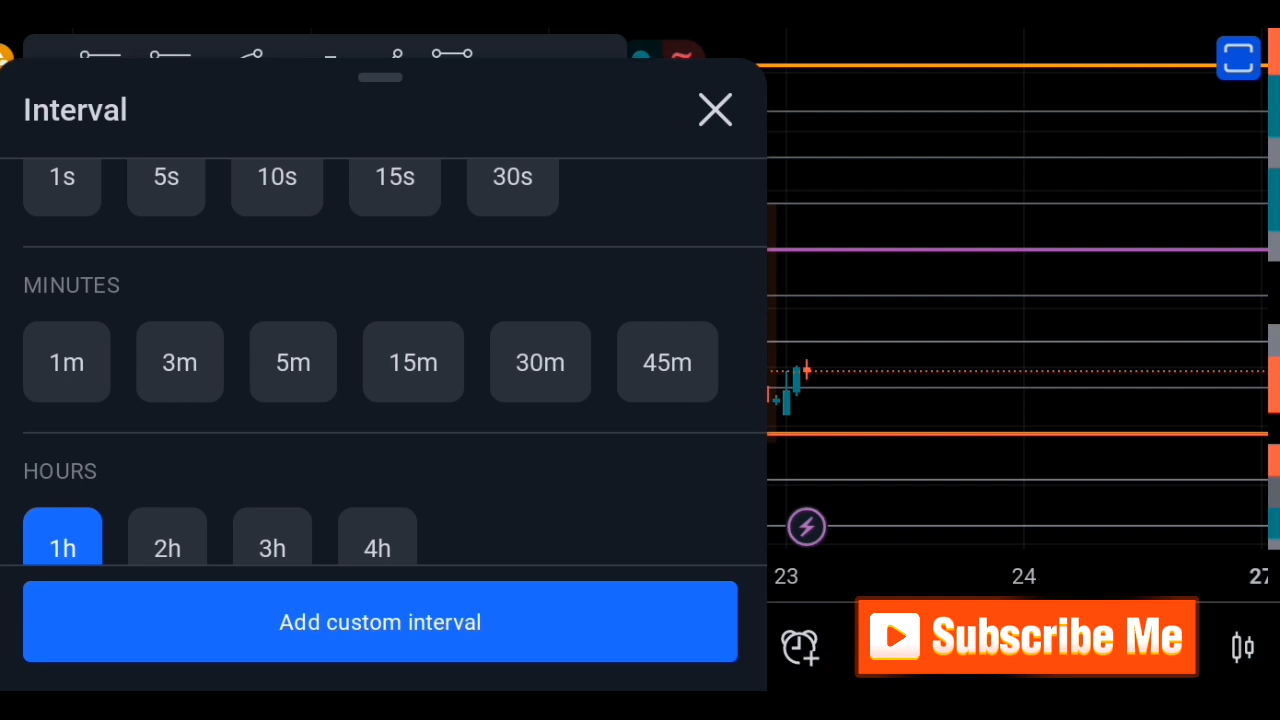 Interval
1s 5s 10s 15s 30s
MINUTES
1m 3m 5m 15m 30m 45m
HOURS
1h 2h 3h 4h
Add custom interval
23 24 27
Subscribe Me